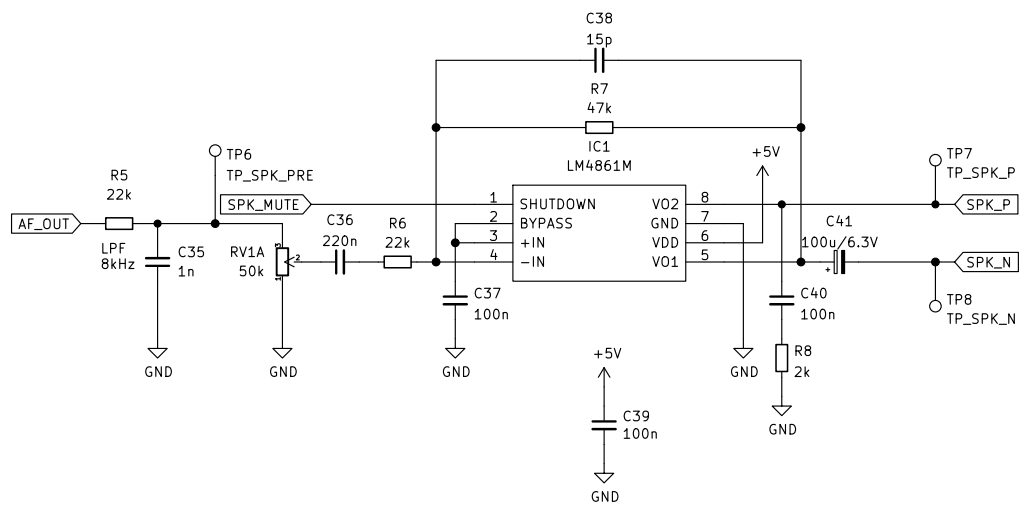 C38
15p
R7
47k
IC1
LM4861M
+5V
TP6
TP_SPK_PRE
TP7
TP_SPK_P
R5
22k
SPK_MUTE
1 SHUTDOWN VO2 8
SPK_P
AF_OUT
C36
220n
R6
22k
2 BYPASS GND 7
C41
100u/6.3V
+
LPF
8kHz
C35
1n
RV1A
50k
3
2
1
3 +IN VDD 6
4 -IN VO1 5
SPK_N
C37
100n
C40
100n
TP8
TP_SPK_N
GND
GND
GND
+5V
GND
R8
2k
C39
100n
GND
GND